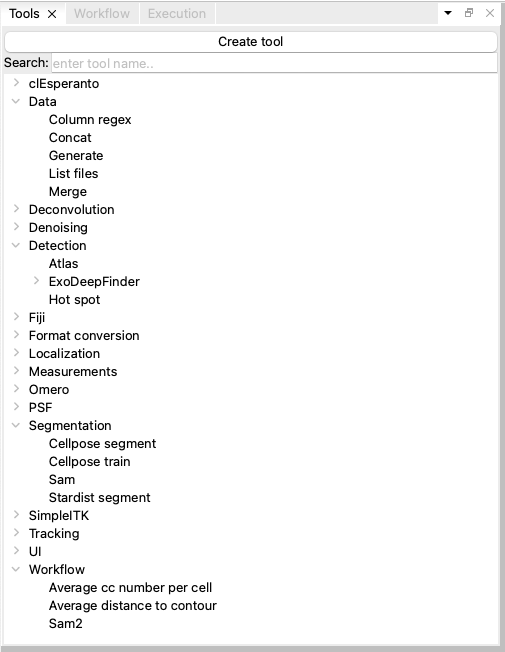 Tools Workflow Execution
Create tool
Search: enter tool name..
clEsperanto
Data
Column regex
Concat
Generate
List files
Merge
Deconvolution
Denoising
Detection
Atlas
ExoDeepFinder
Hot spot
Fiji
Format conversion
Localization
Measurements
Omero
PSF
Segmentation
Cellpose segment
Cellpose train
Sam
Stardist segment
SimpleITK
Tracking
UI
Workflow
Average cc number per cell
Average distance to contour
Sam2